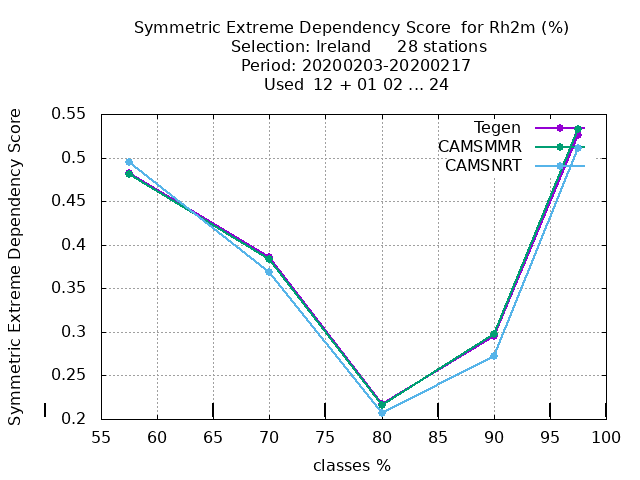 Symmetric Extreme Dependency Score  for Rh2m (%)
Selection: Ireland     28 stations
Period: 20200203-20200217
Used  12 + 01 02 ... 24
Symmetric Extreme Dependency Score
0.55
0.5
0.45
0.4
0.35
0.3
0.25
0.2
Tegen
CAMSMMR
CAMSNRT
55 60 65 70 75 80 85 90 95 100
classes %